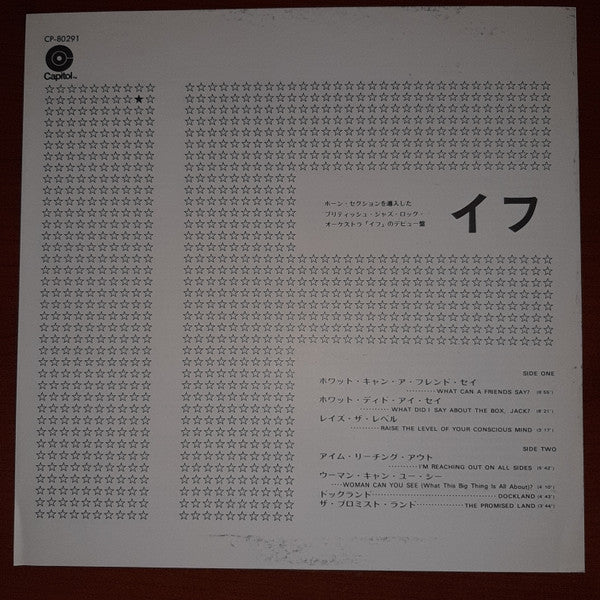 CP-80291
Capitol™
ホーン・セクションを導入した
ブリティッシュ・ジャズ・ロック・
オーケストラ「イフ」のデビュー盤
イフ
SIDE ONE
ホワット・キャン・ア・フレンド・セイ
WHAT CAN A FRIENDS SAY? (6´55˝)
ホワット・ディド・アイ・セイ
WHAT DID I SAY ABOUT THE BOX, JACK? (8´21˝)
レイズ・ザ・レベル
RAISE THE LEVEL OF YOUR CONSCIOUS MIND (3´17˝)
SIDE TWO
アイム・リーチング・アウト
I'M REACHING OUT ON ALL SIDES (5´42˝)
ウーマン・キャン・ユー・シー
WOMAN CAN YOU SEE (What This Big Thing Is All About)? (4´10˝)
ドックランド DOCKLAND (4´43˝)
ザ・プロミスト・ランド THE PROMISED LAND (3´44˝)